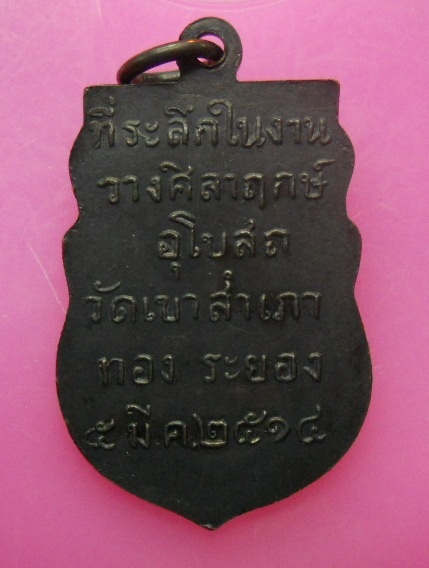 ที่ระลึกในงาน
วางศิลาฤกษ์
อุโบสถ
วัดเขาสำเภา
ทอง ระยอง
๕ มี.ค.๒๕๑๔